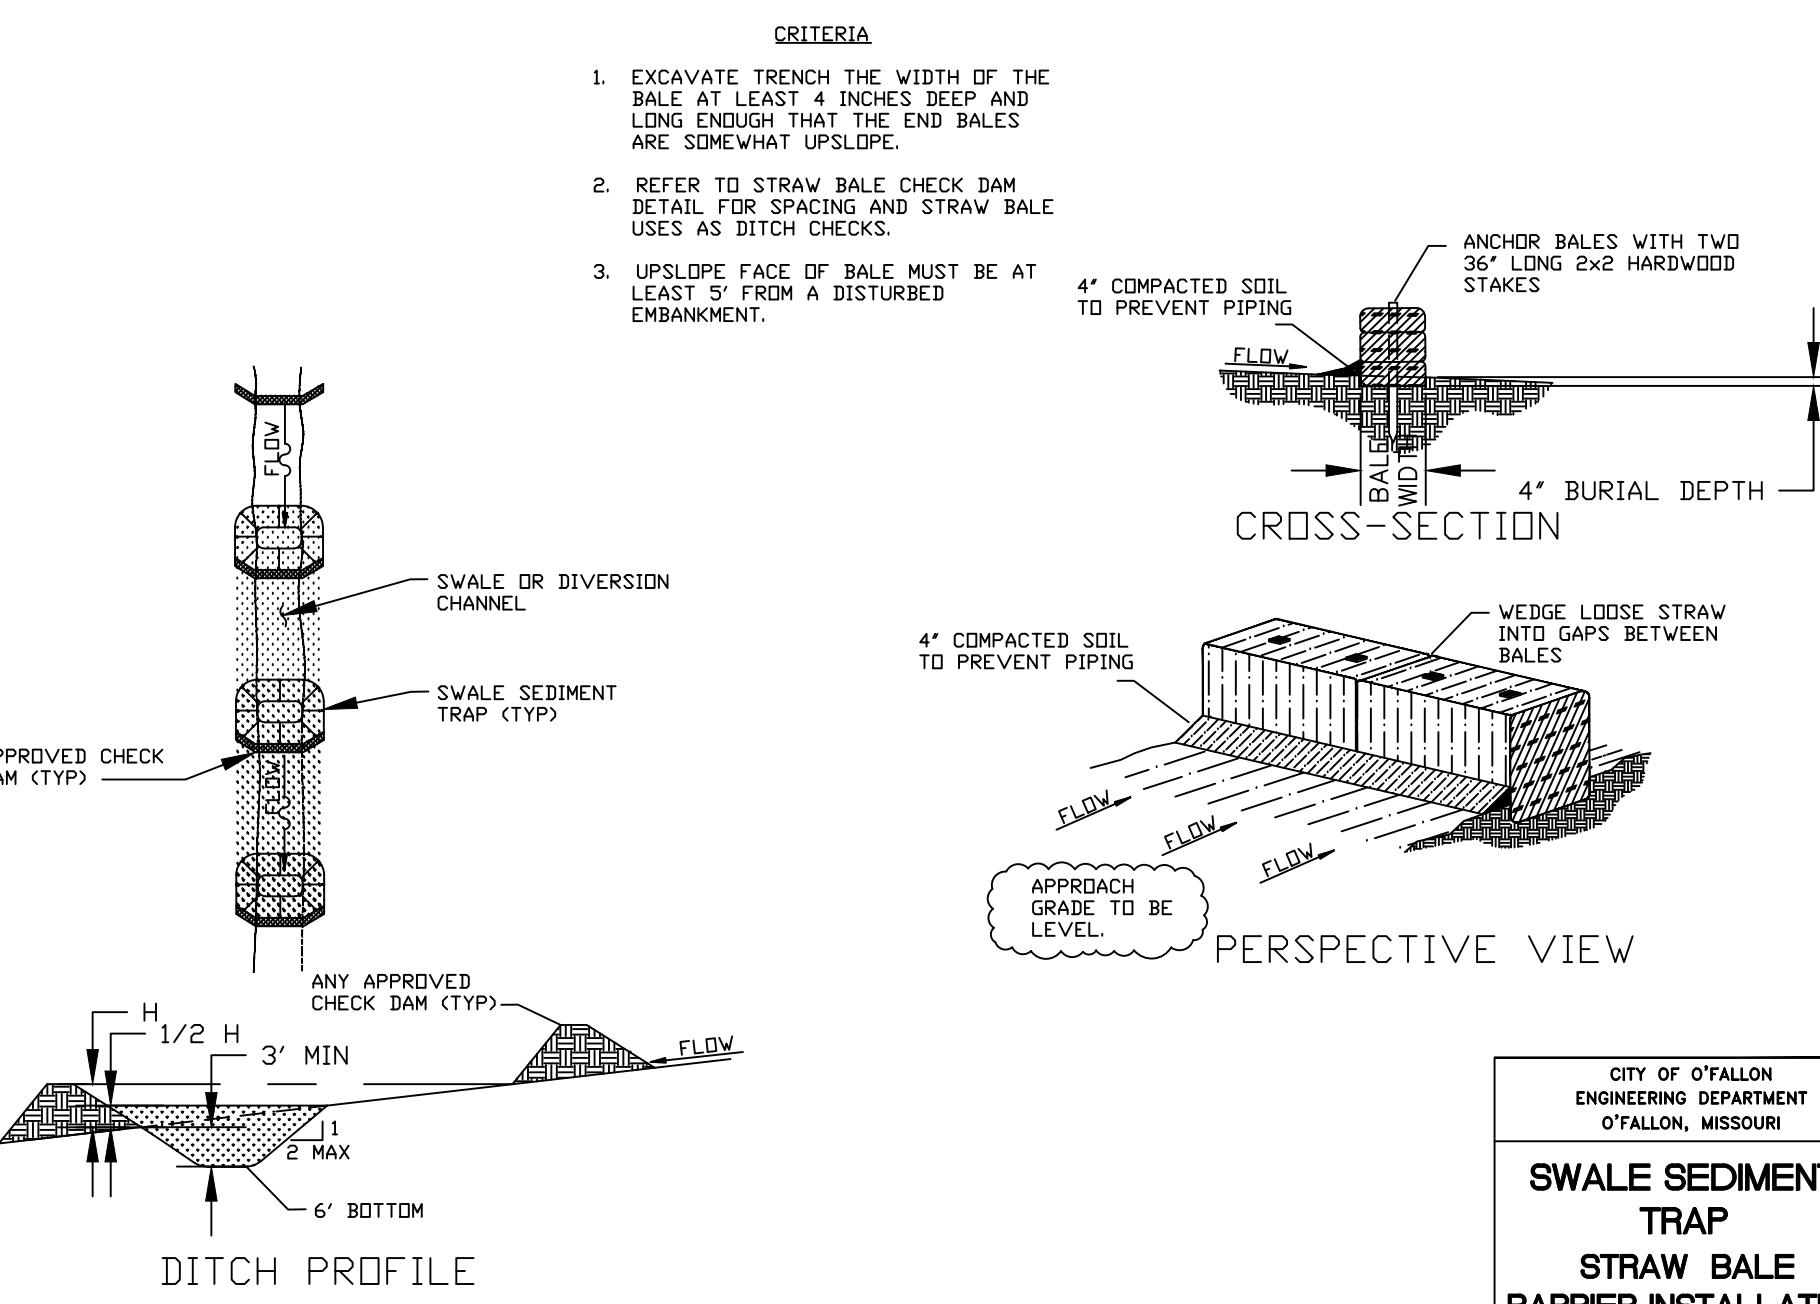 CRITERIA
1. EXCAVATE TRENCH THE WIDTH OF THE
BALE AT LEAST 4 INCHES DEEP AND
LONG ENOUGH THAT THE END BALES
ARE SOMEWHAT UPSLOPE.
2. REFER TO STRAW BALE CHECK DAM
DETAIL FOR SPACING AND STRAW BALE
USES AS DITCH CHECKS.
3. UPSLOPE FACE OF BALE MUST BE AT
LEAST 5' FROM A DISTURBED
EMBANKMENT.
ANCHOR BALES WITH TWO
36" LONG 2x2 HARDWOOD
STAKES
4" COMPACTED SOIL
TO PREVENT PIPING
FLOW
BALE
WIDTH
4" BURIAL DEPTH
CROSS-SECTION
FLOW
SWALE OR DIVERSION
CHANNEL
SWALE SEDIMENT
TRAP (TYP)
PPROVED CHECK
AM (TYP)
FLOW
WEDGE LOOSE STRAW
INTO GAPS BETWEEN
BALES
4" COMPACTED SOIL
TO PREVENT PIPING
FLOW
FLOW
FLOW
APPROACH
GRADE TO BE
LEVEL.
PERSPECTIVE VIEW
ANY APPROVED
CHECK DAM (TYP)
H
1/2 H
3' MIN
FLOW
1
2 MAX
6' BOTTOM
DITCH PROFILE
CITY OF O'FALLON
ENGINEERING DEPARTMENT
O'FALLON, MISSOURI
SWALE SEDIMENT
TRAP
STRAW BALE
BARRIER INSTALLATI